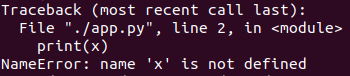 Traceback (most recent call last):
  File "./app.py", line 2, in <module>
    print(x)
NameError: name 'x' is not defined